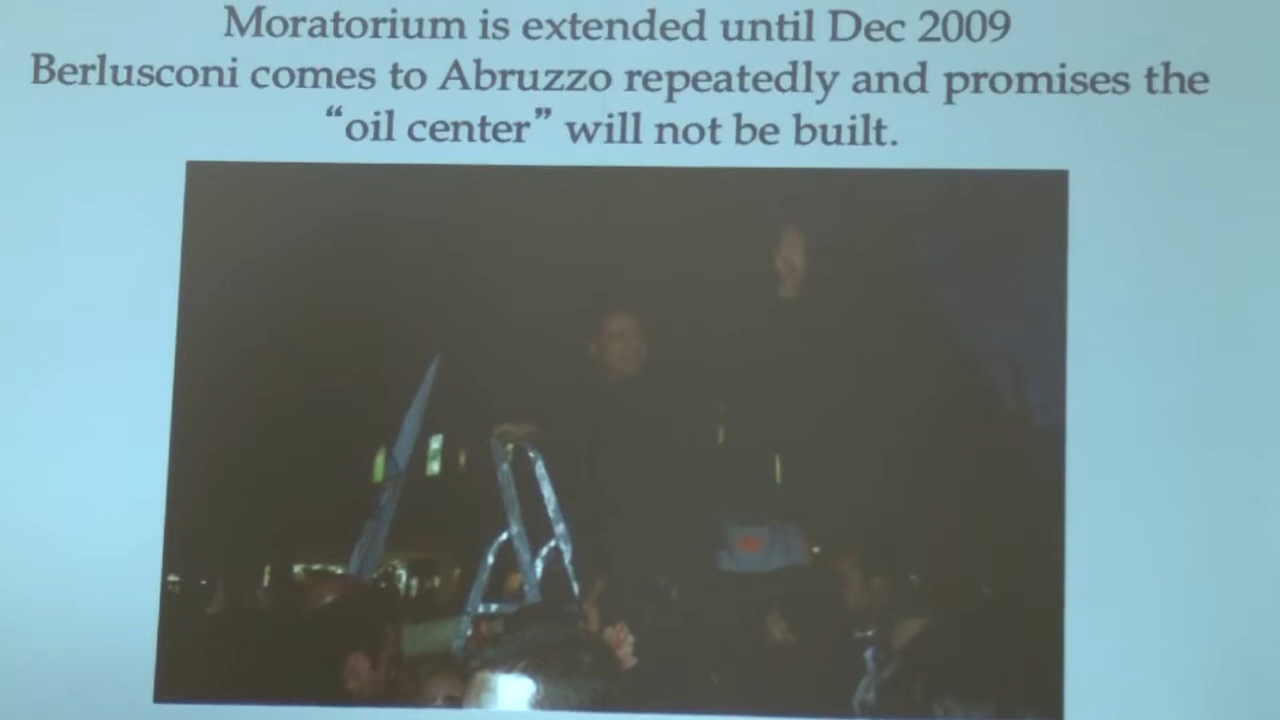 Moratorium is extended until Dec 2009
Berlusconi comes to Abruzzo repeatedly and promises the
“oil center” will not be built.